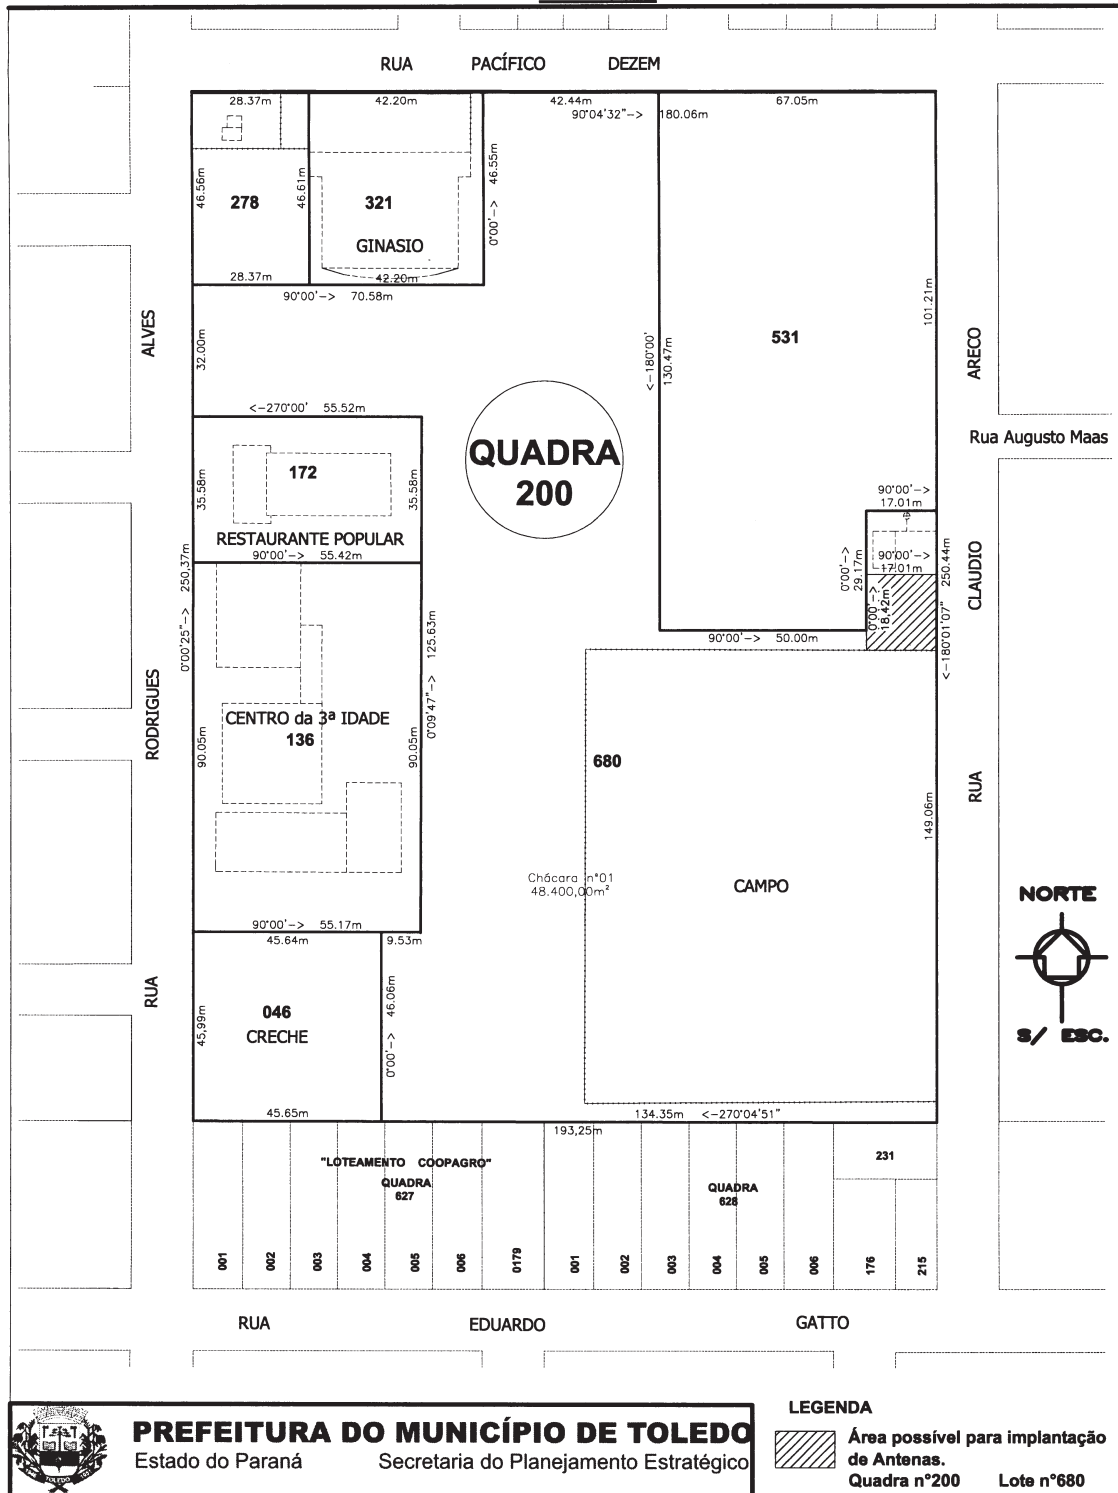 RUA PACÍFICO DEZEM
28.37m
42.20m
42.44m
67.05m
90°04'32"-> 180.06m
46.56m
46.61m
0°00'-> 46.55m
278
321
GINASIO
28.37m
42.20m
90°00'-> 70.58m
101.21m
531
32.00m
<-180°00'
130.47m
ALVES
ARECO
<-270°00' 55.52m
QUADRA
200
Rua Augusto Maas
172
35.58m
35.58m
RESTAURANTE POPULAR
90°00'-> 55.42m
90°00'->
17.01m
90°00'->
17.01m
0°00'->
29.17m
0°00'->
18,42m
0°00'25"-> 250,37m
<-180°01'07" 250.44m
CLAUDIO
0°09'47"-> 125.63m
90°00'-> 50.00m
RODRIGUES
CENTRO da 3ª IDADE
136
90.05m
90.05m
680
RUA
149.06m
Chácara n°01
48.400,00m²
CAMPO
NORTE
S/ ESC.
90°00'-> 55.17m
45.64m
9.53m
RUA
45,99m
046
CRECHE
0°00'-> 46.06m
45.65m
134.35m <-270°04'51"
193,25m
"LOTEAMENTO COOPAGRO"
QUADRA
627
QUADRA
628
231
001
002
003
004
005
006
0179
001
002
003
004
005
006
176
215
RUA EDUARDO GATTO
PREFEITURA DO MUNICÍPIO DE TOLEDO
Estado do Paraná Secretaria do Planejamento Estratégico
TOLEDO
LEGENDA
Área possível para implantação
de Antenas.
Quadra n°200 Lote n°680